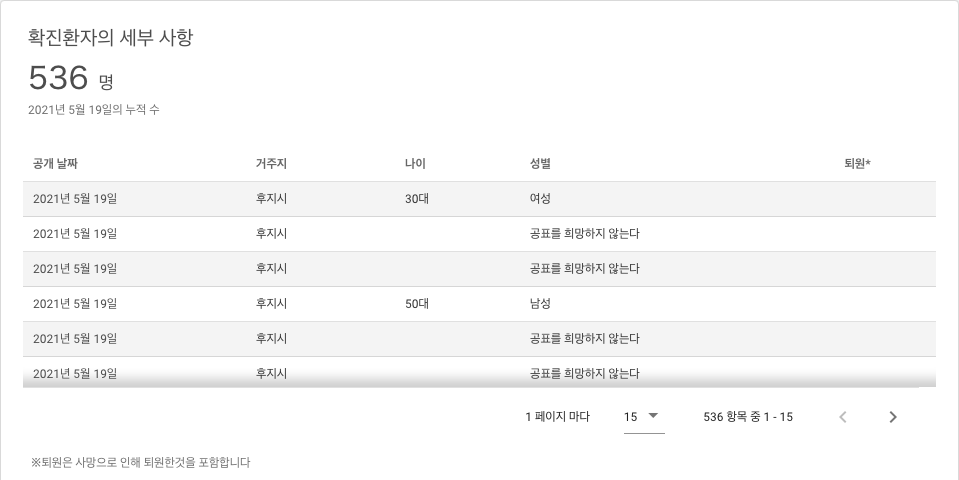 확진환자의 세부 사항
536 명
2021년 5월 19일의 누적 수
공개 날짜 거주지 나이 성별 퇴원*
2021년 5월 19일 후지시 30대 여성
2021년 5월 19일 후지시 공표를 희망하지 않는다
2021년 5월 19일 후지시 공표를 희망하지 않는다
2021년 5월 19일 후지시 50대 남성
2021년 5월 19일 후지시 공표를 희망하지 않는다
2021년 5월 19일 후지시 공표를 희망하지 않는다
1 페이지 마다 15 536 항목 중 1 - 15
※퇴원은 사망으로 인해 퇴원한것을 포함합니다